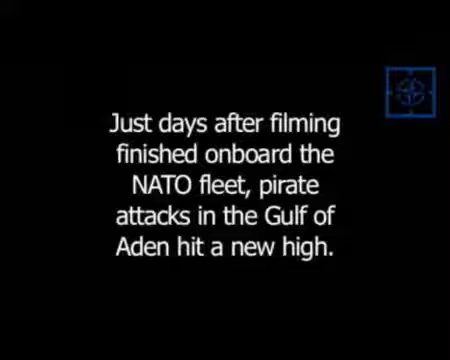 Just days after filming
finished onboard the
NATO fleet, pirate
attacks in the Gulf of
Aden hit a new high.